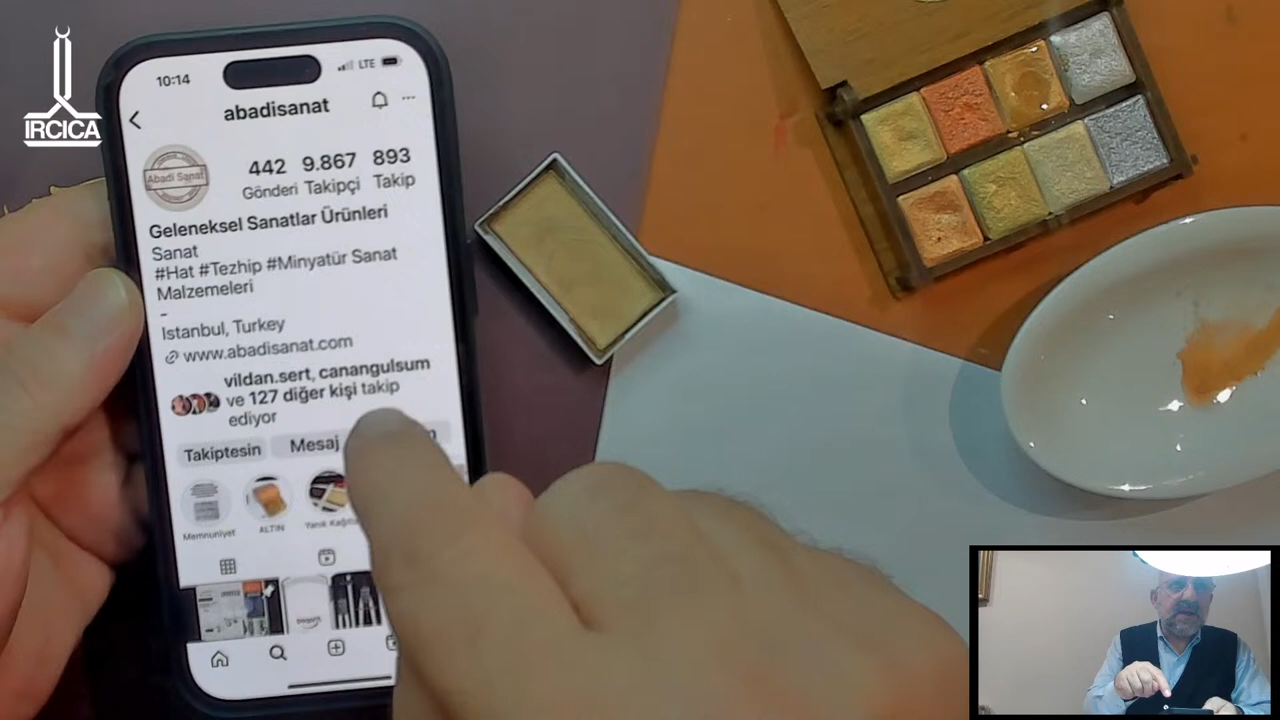 IRCICA
10:14
LTE
abadisanat
Abadi Sanat
442 9.867 893
Gönderi Takipçi Takip
Geleneksel Sanatlar Ürünleri
Sanat
#Hat #Tezhip #Minyatür Sanat
Malzemeleri
-
Istanbul, Turkey
www.abadisanat.com
vildan.sert, canangulsum
ve 127 diğer kişi takip
ediyor
Takiptesin Mesaj
Memnuniyet ALTIN Yanık